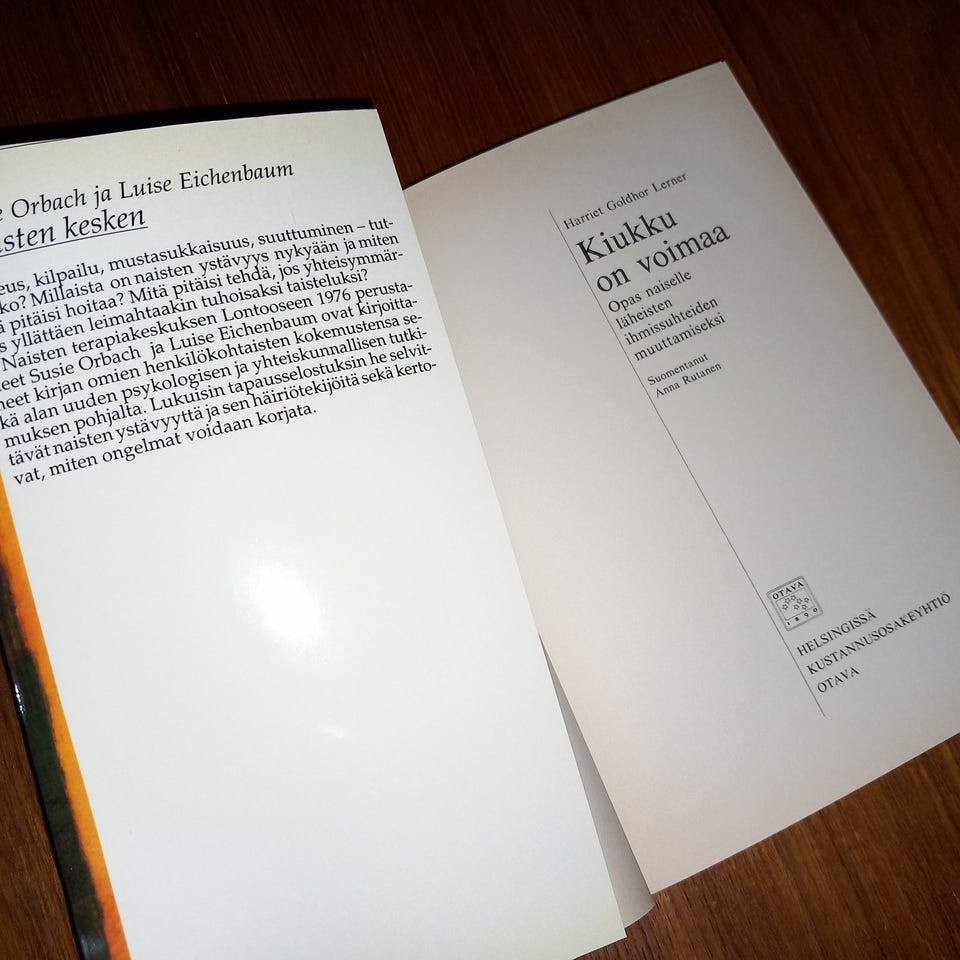 Orbach ja Luise Eichenbaum
kesken
kilpailu, mustasukkaisuus, suuttuminen – tut-
Millaista on naisten ystävyys nykyään ja miten
pitäisi hoitaa? Mitä pitäisi tehdä, jos yhteisymmär-
yllättäen leimahtaakin tuhoisaksi taisteluksi?
Naisten terapiakeskuksen Lontooseen 1976 perusta-
neet Susie Orbach ja Luise Eichenbaum ovat kirjoitta-
neet kirjan omien henkilökohtaisten kokemustensa se-
kä alan uuden psykologisen ja yhteiskunnallisen tutki-
muksen pohjalta. Lukuisin tapausselostuksin he selvit-
tävät naisten ystävyyttä ja sen häiriötekijöitä sekä kerto-
vat, miten ongelmat voidaan korjata.
Harriet Goldhor Lerner
Kiukku
on voimaa
Opas naiselle
läheisten
ihmissuhteiden
muuttamiseksi
Suomentanut
Anna Rutanen
OTAVA
1890
HELSINGISSÄ
KUSTANNUSOSAKEYHTIÖ
OTAVA